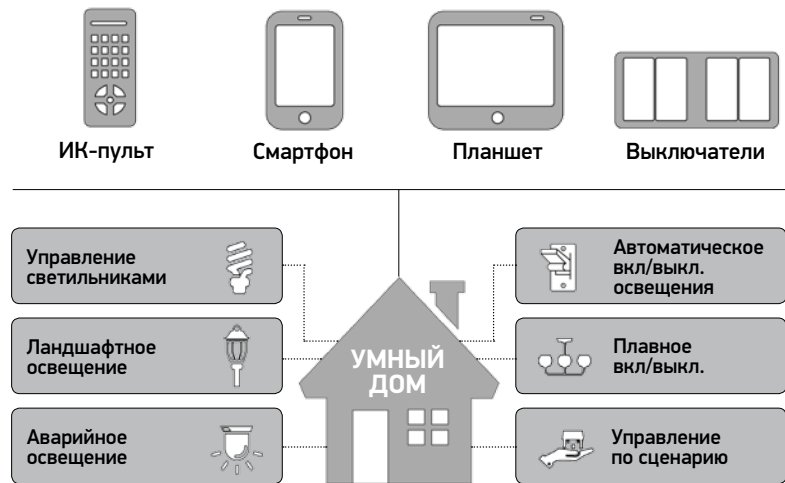 ИК-пульт
Смартфон
Планшет
Выключатели
Управление
светильниками
Ландшафтное
освещение
Аварийное
освещение
УМНЫЙ
ДОМ
Автоматическое
вкл/выкл.
освещения
Плавное
вкл/выкл.
Управление
по сценарию